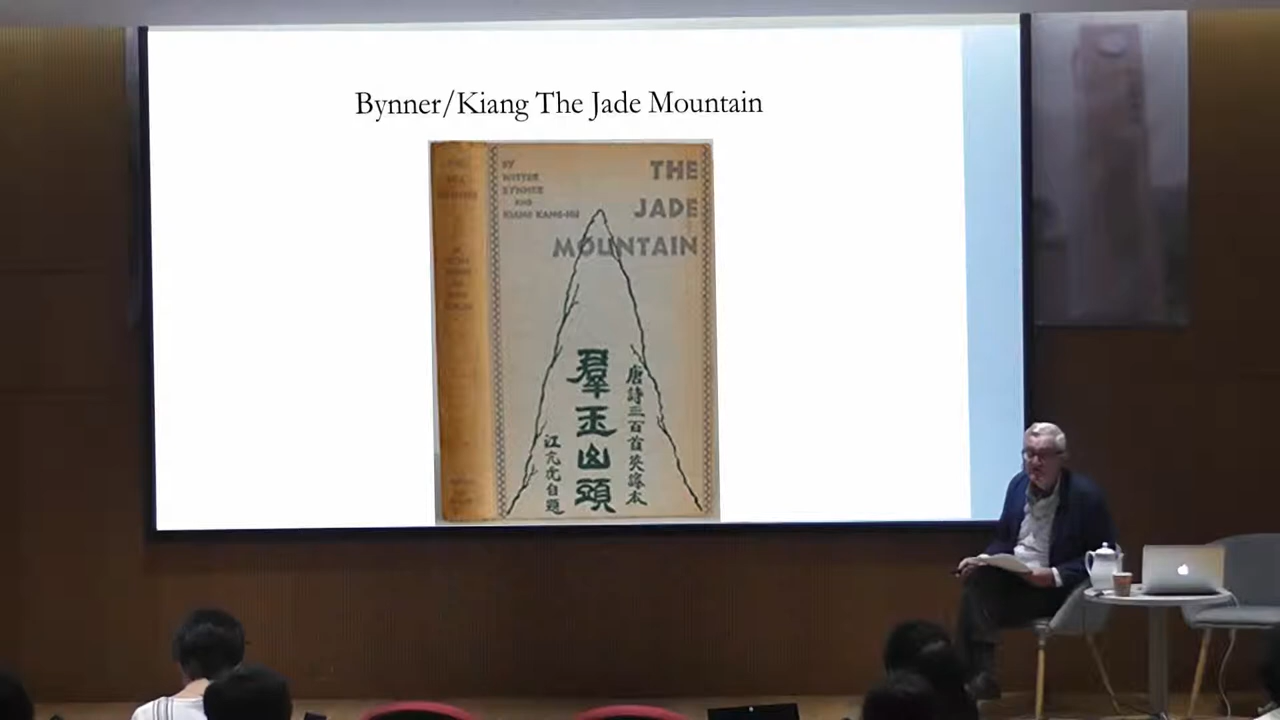 Bynner/Kiang The Jade Mountain
BY
WITTER
BYNNER
AND
KIANG KANG-HU
THE
JADE
MOUNTAIN
唐詩三百首英譯本
羣玉山頭
江亢虎自題